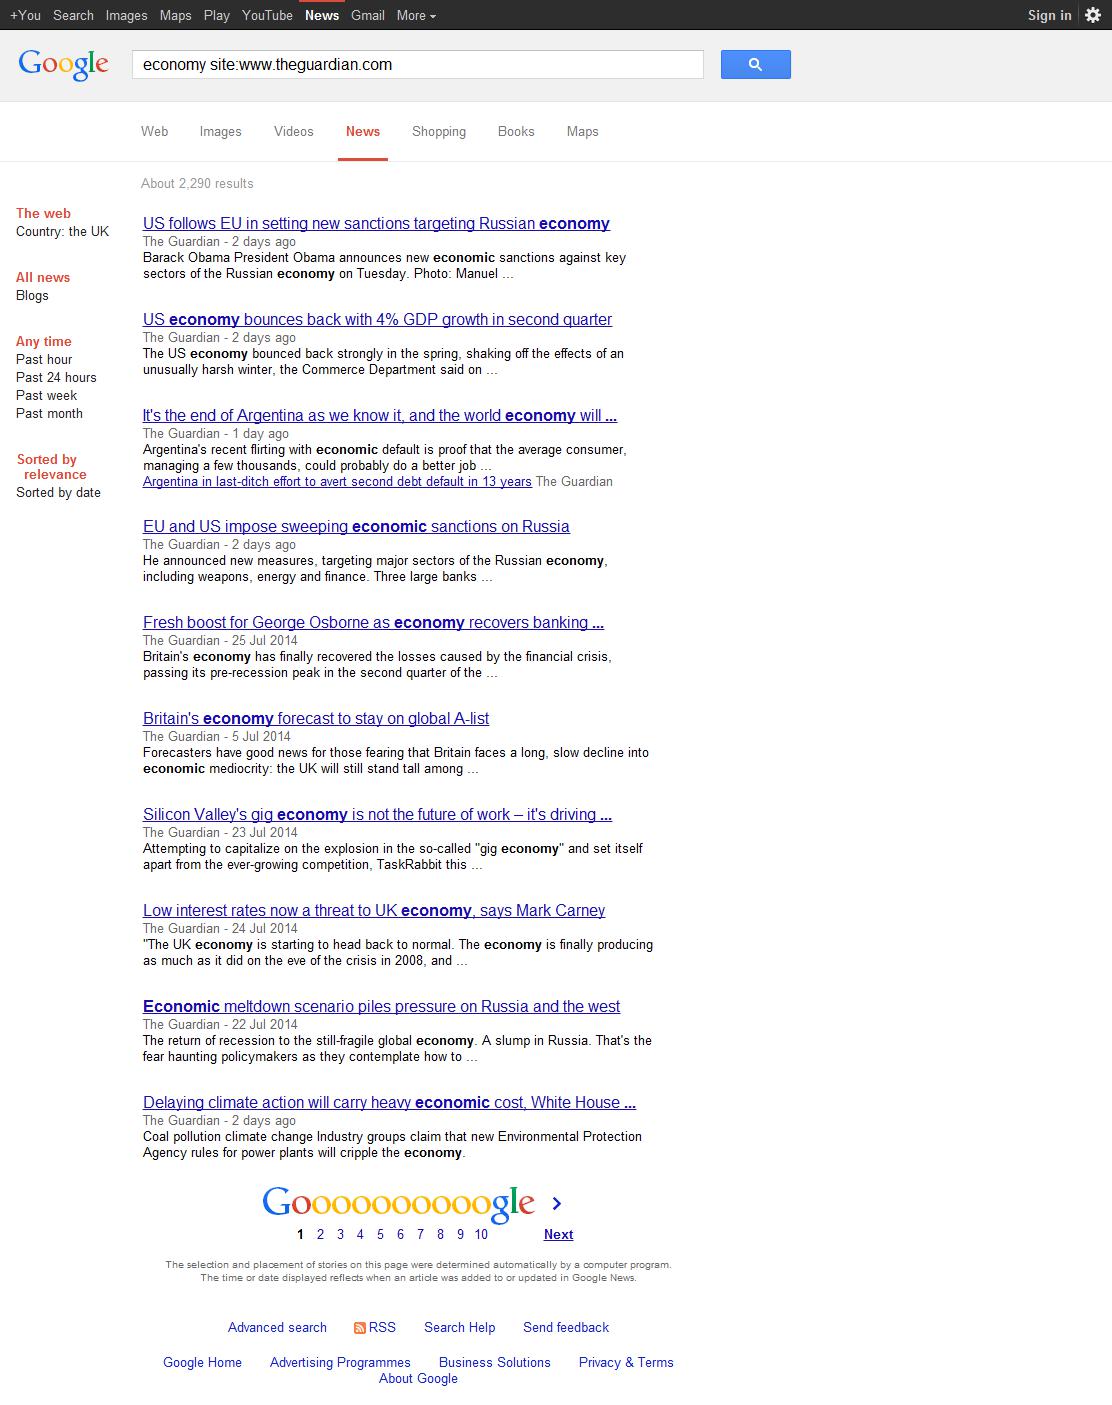 +You Search Images Maps Play YouTube News Gmail More Sign in
Google economy site:www.theguardian.com
Web Images Videos News Shopping Books Maps
About 2,290 results
The web
Country: the UK
All news
Blogs
Any time
Past hour
Past 24 hours
Past week
Past month
Sorted by
relevance
Sorted by date
US follows EU in setting new sanctions targeting Russian economy
The Guardian - 2 days ago
Barack Obama President Obama announces new economic sanctions against key
sectors of the Russian economy on Tuesday. Photo: Manuel ...
US economy bounces back with 4% GDP growth in second quarter
The Guardian - 2 days ago
The US economy bounced back strongly in the spring, shaking off the effects of an
unusually harsh winter, the Commerce Department said on ...
It's the end of Argentina as we know it, and the world economy will ...
The Guardian - 1 day ago
Argentina's recent flirting with economic default is proof that the average consumer,
managing a few thousands, could probably do a better job ...
Argentina in last-ditch effort to avert second debt default in 13 years The Guardian
EU and US impose sweeping economic sanctions on Russia
The Guardian - 2 days ago
He announced new measures, targeting major sectors of the Russian economy,
including weapons, energy and finance. Three large banks ...
Fresh boost for George Osborne as economy recovers banking ...
The Guardian - 25 Jul 2014
Britain's economy has finally recovered the losses caused by the financial crisis,
passing its pre-recession peak in the second quarter of the ...
Britain's economy forecast to stay on global A-list
The Guardian - 5 Jul 2014
Forecasters have good news for those fearing that Britain faces a long, slow decline into
economic mediocrity: the UK will still stand tall among ...
Silicon Valley's gig economy is not the future of work – it's driving ...
The Guardian - 23 Jul 2014
Attempting to capitalize on the explosion in the so-called "gig economy" and set itself
apart from the ever-growing competition, TaskRabbit this ...
Low interest rates now a threat to UK economy, says Mark Carney
The Guardian - 24 Jul 2014
"The UK economy is starting to head back to normal. The economy is finally producing
as much as it did on the eve of the crisis in 2008, and ...
Economic meltdown scenario piles pressure on Russia and the west
The Guardian - 22 Jul 2014
The return of recession to the still-fragile global economy. A slump in Russia. That's the
fear haunting policymakers as they contemplate how to ...
Delaying climate action will carry heavy economic cost, White House ...
The Guardian - 2 days ago
Coal pollution climate change Industry groups claim that new Environmental Protection
Agency rules for power plants will cripple the economy.
Goooooooooogle
1 2 3 4 5 6 7 8 9 10 Next
The selection and placement of stories on this page were determined automatically by a computer program.
The time or date displayed reflects when an article was added to or updated in Google News.
Advanced search RSS Search Help Send feedback
Google Home Advertising Programmes Business Solutions Privacy & Terms
About Google